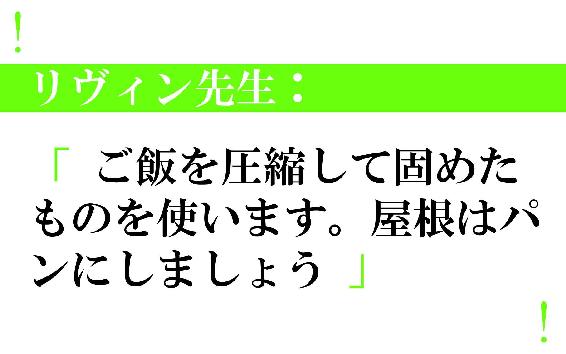 !
リヴィン先生：
「 ご飯を圧縮して固めた
ものを使います。屋根はパ
ンにしましょう 」
!